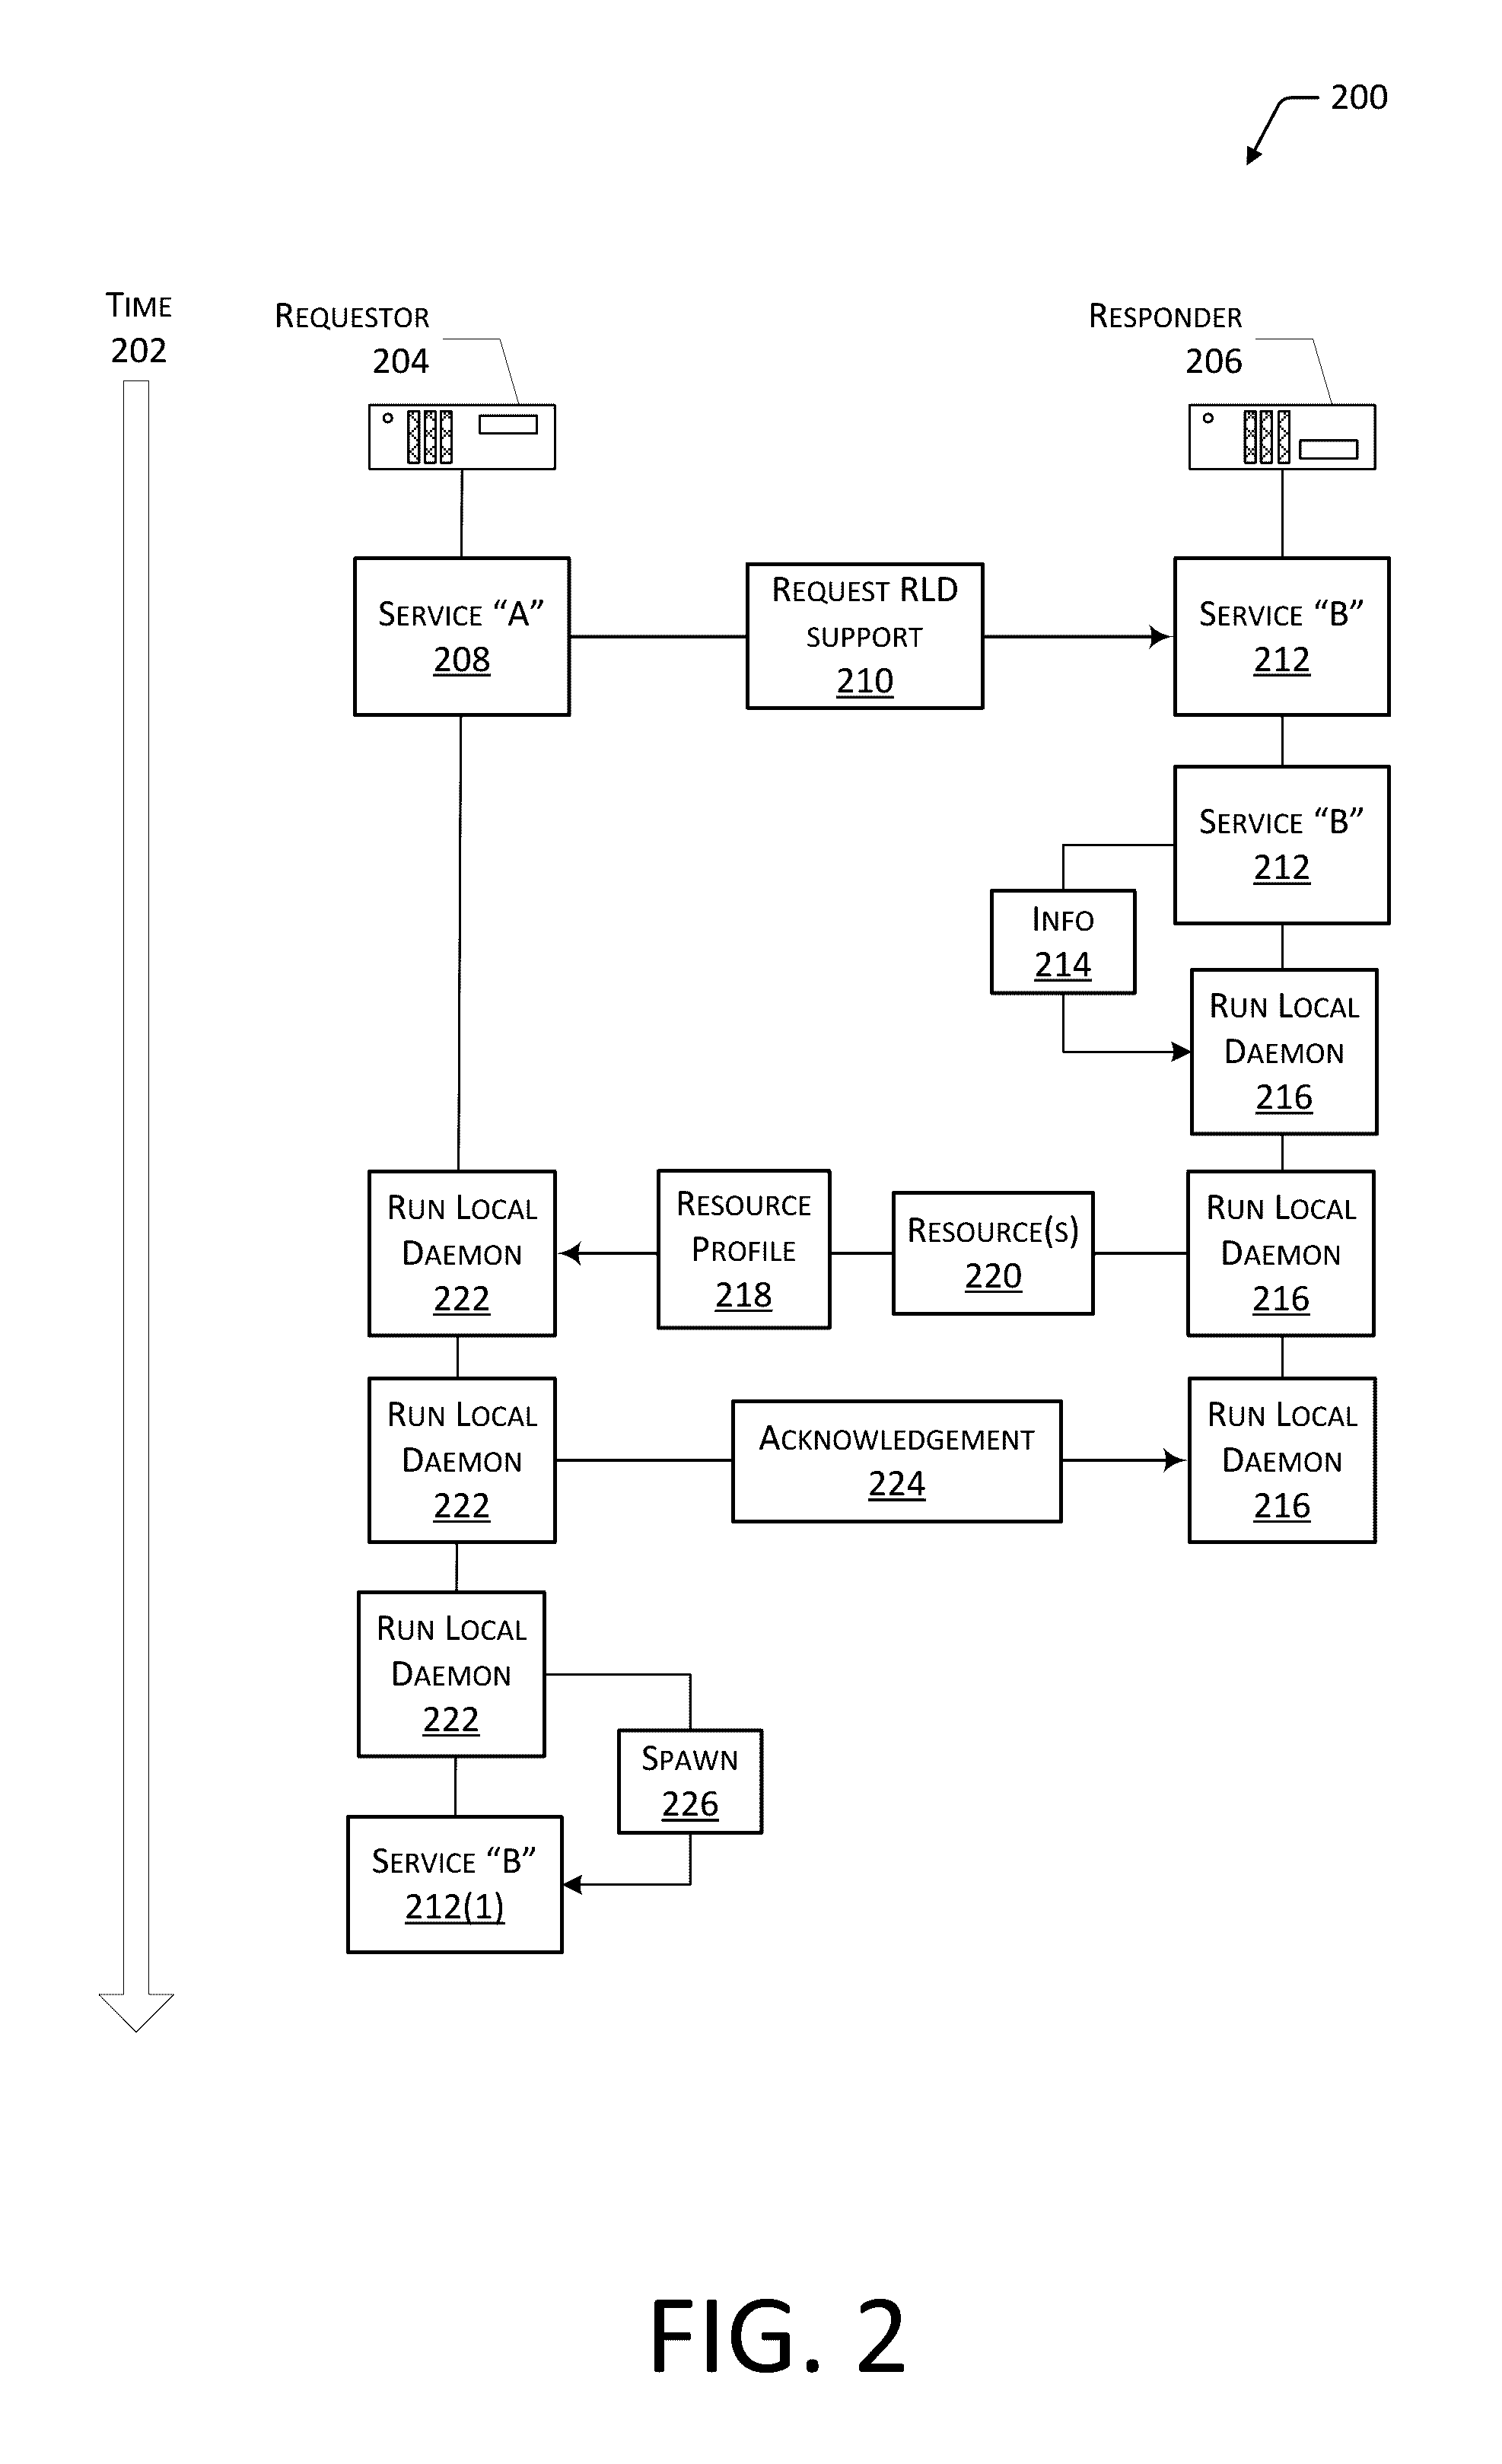 200
TIME
202
REQUESTOR
204
RESPONDER
206
SERVICE “A”
208
REQUEST RLD
SUPPORT
210
SERVICE “B”
212
SERVICE “B”
212
INFO
214
RUN LOCAL
DAEMON
216
RUN LOCAL
DAEMON
222
RESOURCE
PROFILE
218
RESOURCE(S)
220
RUN LOCAL
DAEMON
216
RUN LOCAL
DAEMON
222
ACKNOWLEDGEMENT
224
RUN LOCAL
DAEMON
216
RUN LOCAL
DAEMON
222
SPAWN
226
SERVICE “B”
212(1)
FIG. 2